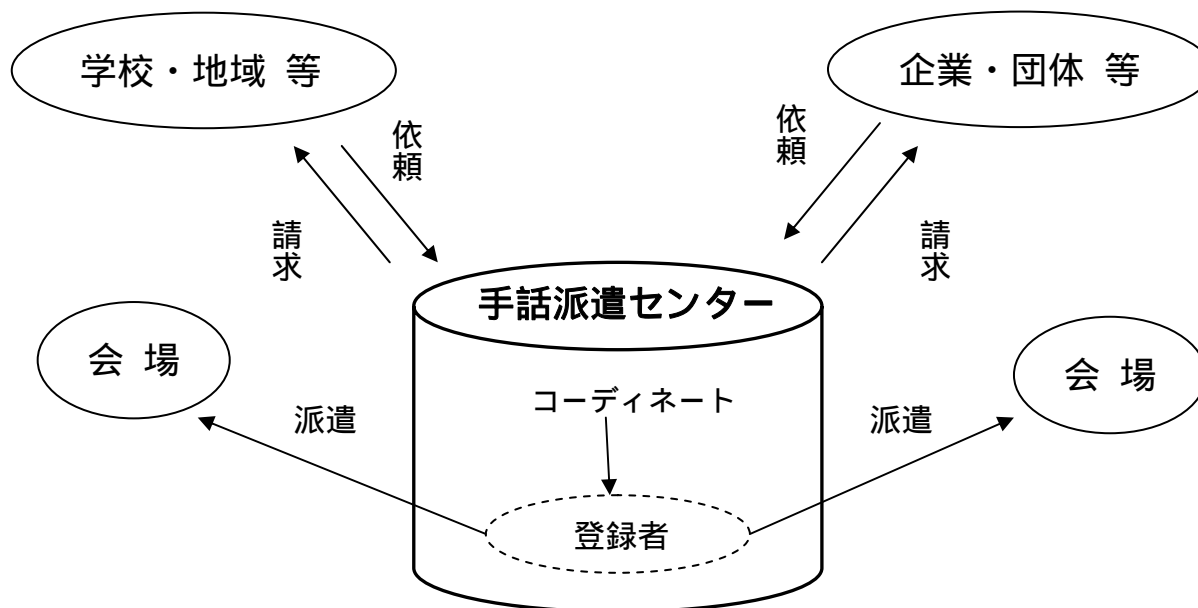 学校・地域 等
企業・団体 等
依頼
依頼
請求
請求
手話派遣センター
会 場
会 場
コーディネート
派遣
派遣
登録者